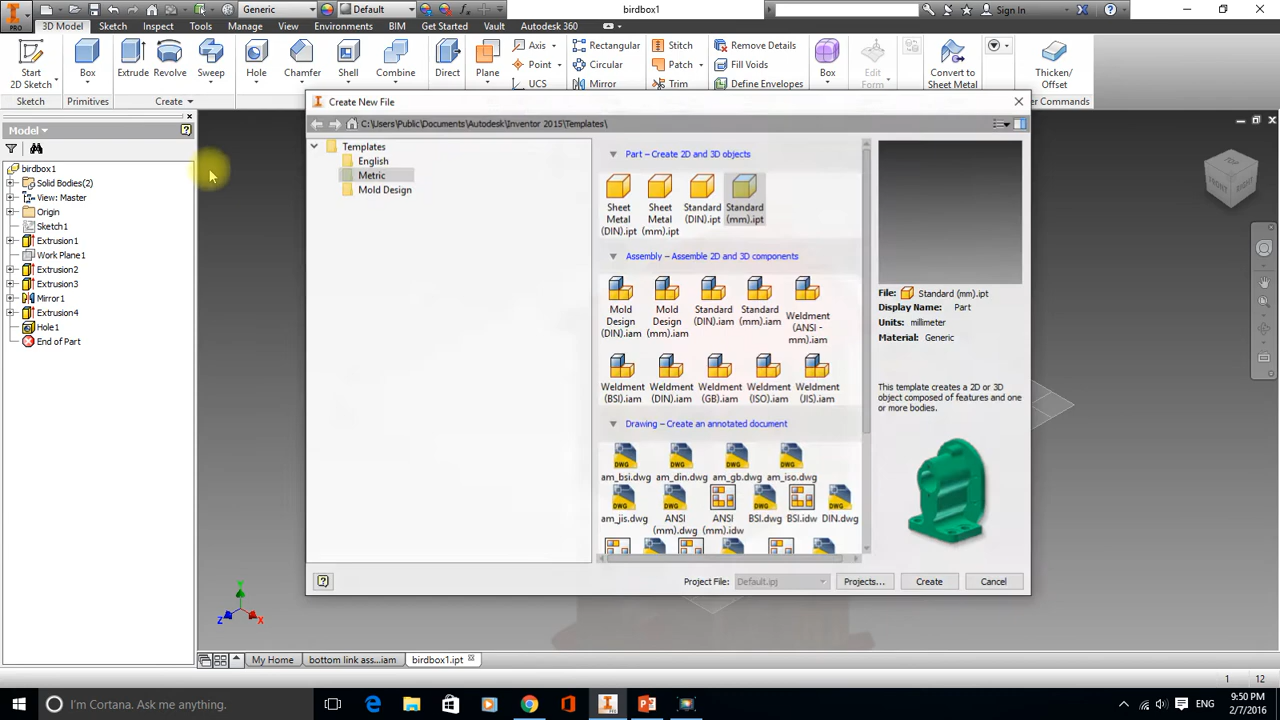 Generic
Default
birdbox1
Sign In
PRO
3D Model
Sketch
Inspect
Tools
Manage
View
Environments
BIM
Get Started
Vault
Autodesk 360
Start
2D Sketch
Box
Extrude
Revolve
Sweep
Hole
Chamfer
Shell
Combine
Direct
Plane
Axis
Point
UCS
Rectangular
Circular
Mirror
Stitch
Patch
Trim
Remove Details
Fill Voids
Define Envelopes
Box
Edit
Form
Convert to
Sheet Metal
Thicken/
Offset
Sketch
Primitives
Create
er Commands
Model
birdbox1
Solid Bodies(2)
View: Master
Origin
Sketch1
Extrusion1
Work Plane1
Extrusion2
Extrusion3
Mirror1
Extrusion4
Hole1
End of Part
Create New File
C:\Users\Public\Documents\Autodesk\Inventor 2015\Templates\
Templates
English
Metric
Mold Design
Part – Create 2D and 3D objects
Sheet
Metal
(DIN).ipt
Sheet
Metal
(mm).ipt
Standard
(DIN).ipt
Standard
(mm).ipt
Assembly – Assemble 2D and 3D components
Mold
Design
(DIN).iam
Mold
Design
(mm).iam
Standard
(DIN).iam
Standard
(mm).iam
Weldment
(ANSI -
mm).iam
Weldment
(BSI).iam
Weldment
(DIN).iam
Weldment
(GB).iam
Weldment
(ISO).iam
Weldment
(JIS).iam
Drawing – Create an annotated document
am_bsi.dwg
am_din.dwg
am_gb.dwg
am_iso.dwg
am_jis.dwg
ANSI
(mm).dwg
ANSI
(mm).idw
BSI.dwg
BSI.idw
DIN.dwg
File: Standard (mm).ipt
Display Name: Part
Units: millimeter
Material: Generic
This template creates a 2D or 3D
object composed of features and one
or more bodies.
Project File:
Default.ipj
Projects...
Create
Cancel
FRONT
RIGHT
Y
Z
X
My Home
bottom link ass...iam
birdbox1.ipt
1
12
I'm Cortana. Ask me anything.
ENG
9:50 PM
2/7/2016